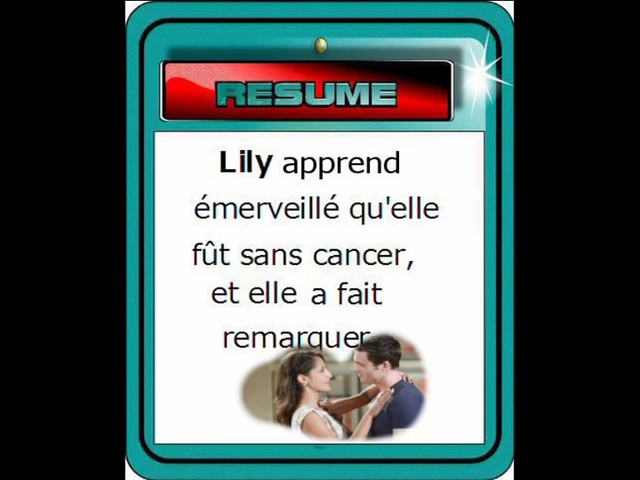 RESUME
Lily apprend
émerveillé qu'elle
fût sans cancer,
et elle a fait
remarquer